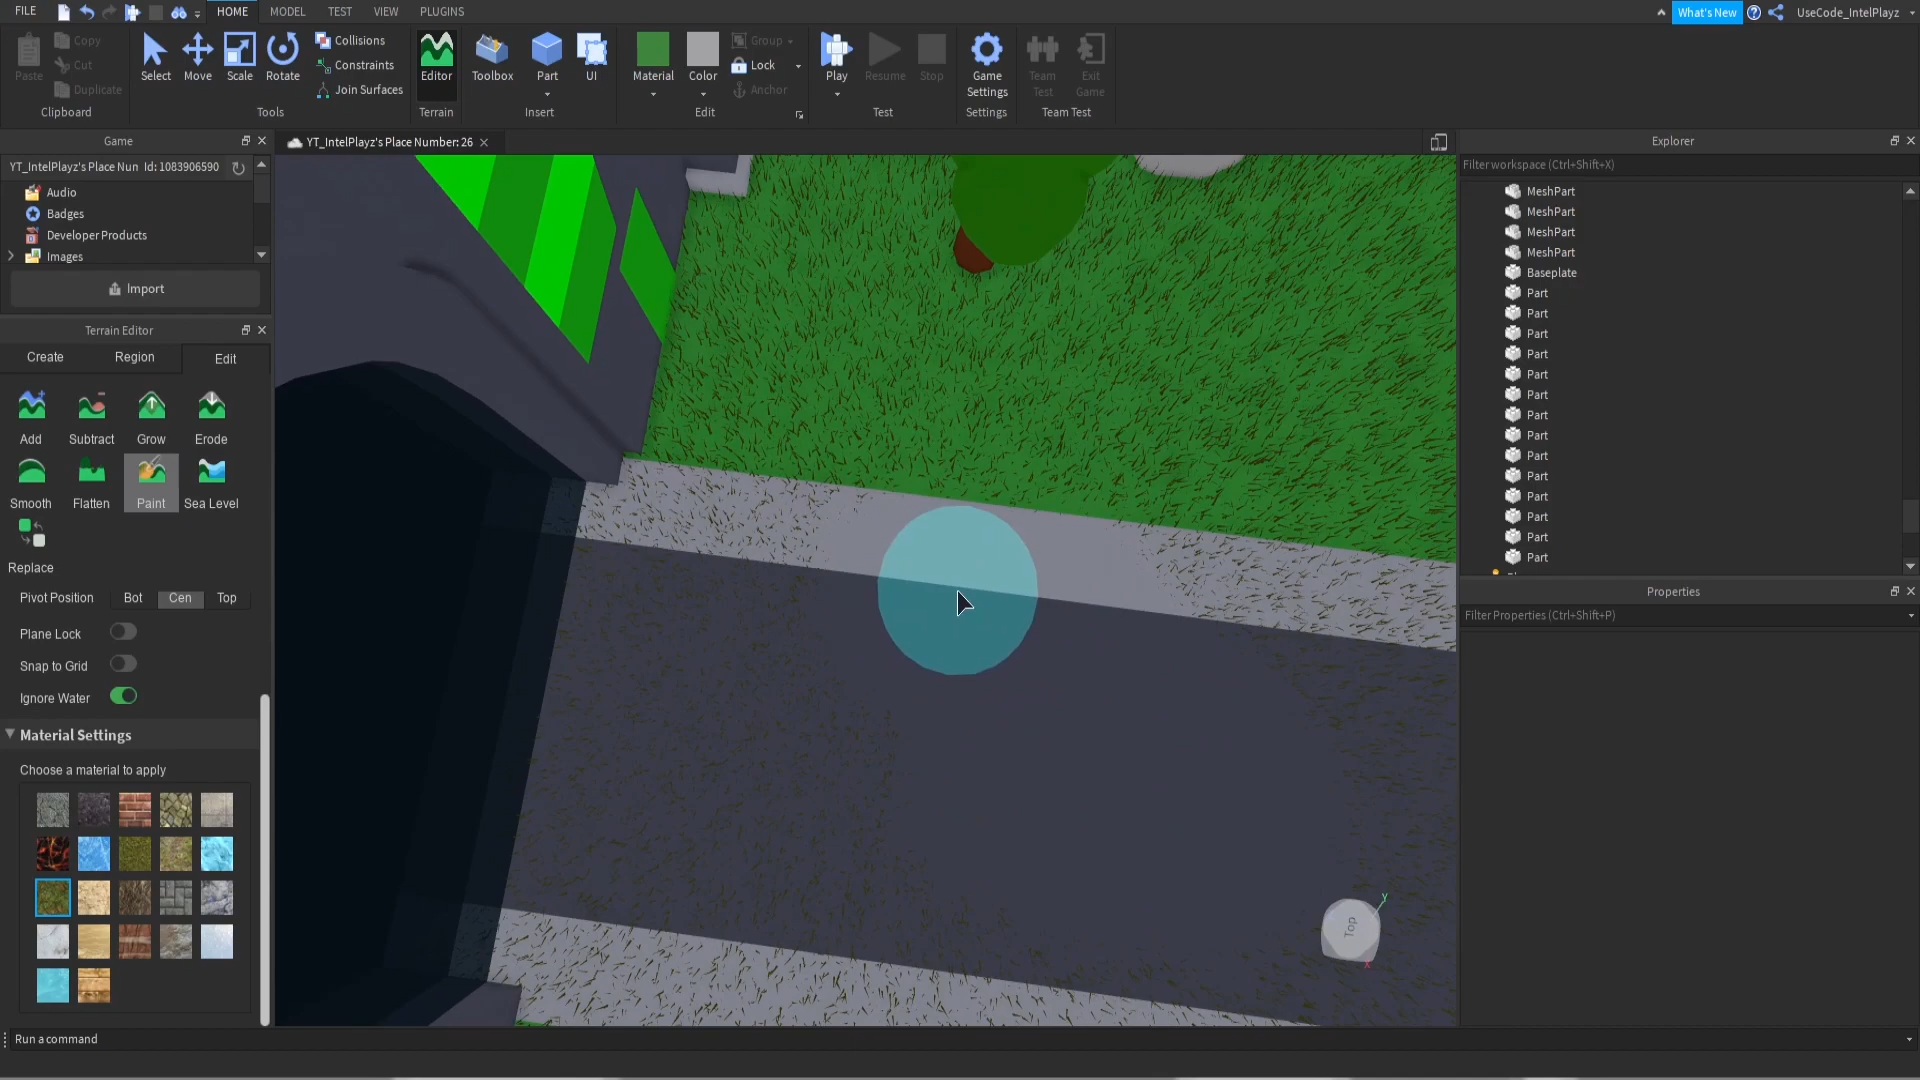 FILE
HOME
MODEL
TEST
VIEW
PLUGINS
What's New
UseCode_IntelPlayz
Paste
Copy
Cut
Duplicate
Clipboard
Select
Move
Scale
Rotate
Collisions
Constraints
Join Surfaces
Tools
Editor
Terrain
Toolbox
Part
UI
Insert
Material
Color
Group
Lock
Anchor
Edit
Play
Resume
Stop
Test
Game
Settings
Settings
Team
Test
Exit
Game
Team Test
Game
YT_IntelPlayz's Place Number: 26
YT_IntelPlayz's Place Nun Id: 1083906590
Audio
Badges
Developer Products
Images
Import
Terrain Editor
Create
Region
Edit
Add
Subtract
Grow
Erode
Smooth
Flatten
Paint
Sea Level
Replace
Pivot Position
Bot
Cen
Top
Plane Lock
Snap to Grid
Ignore Water
Material Settings
Choose a material to apply
Top
Y
X
Explorer
Filter workspace (Ctrl+Shift+X)
MeshPart
MeshPart
MeshPart
MeshPart
Baseplate
Part
Part
Part
Part
Part
Part
Part
Part
Part
Part
Part
Part
Part
Part
Properties
Filter Properties (Ctrl+Shift+P)
Run a command